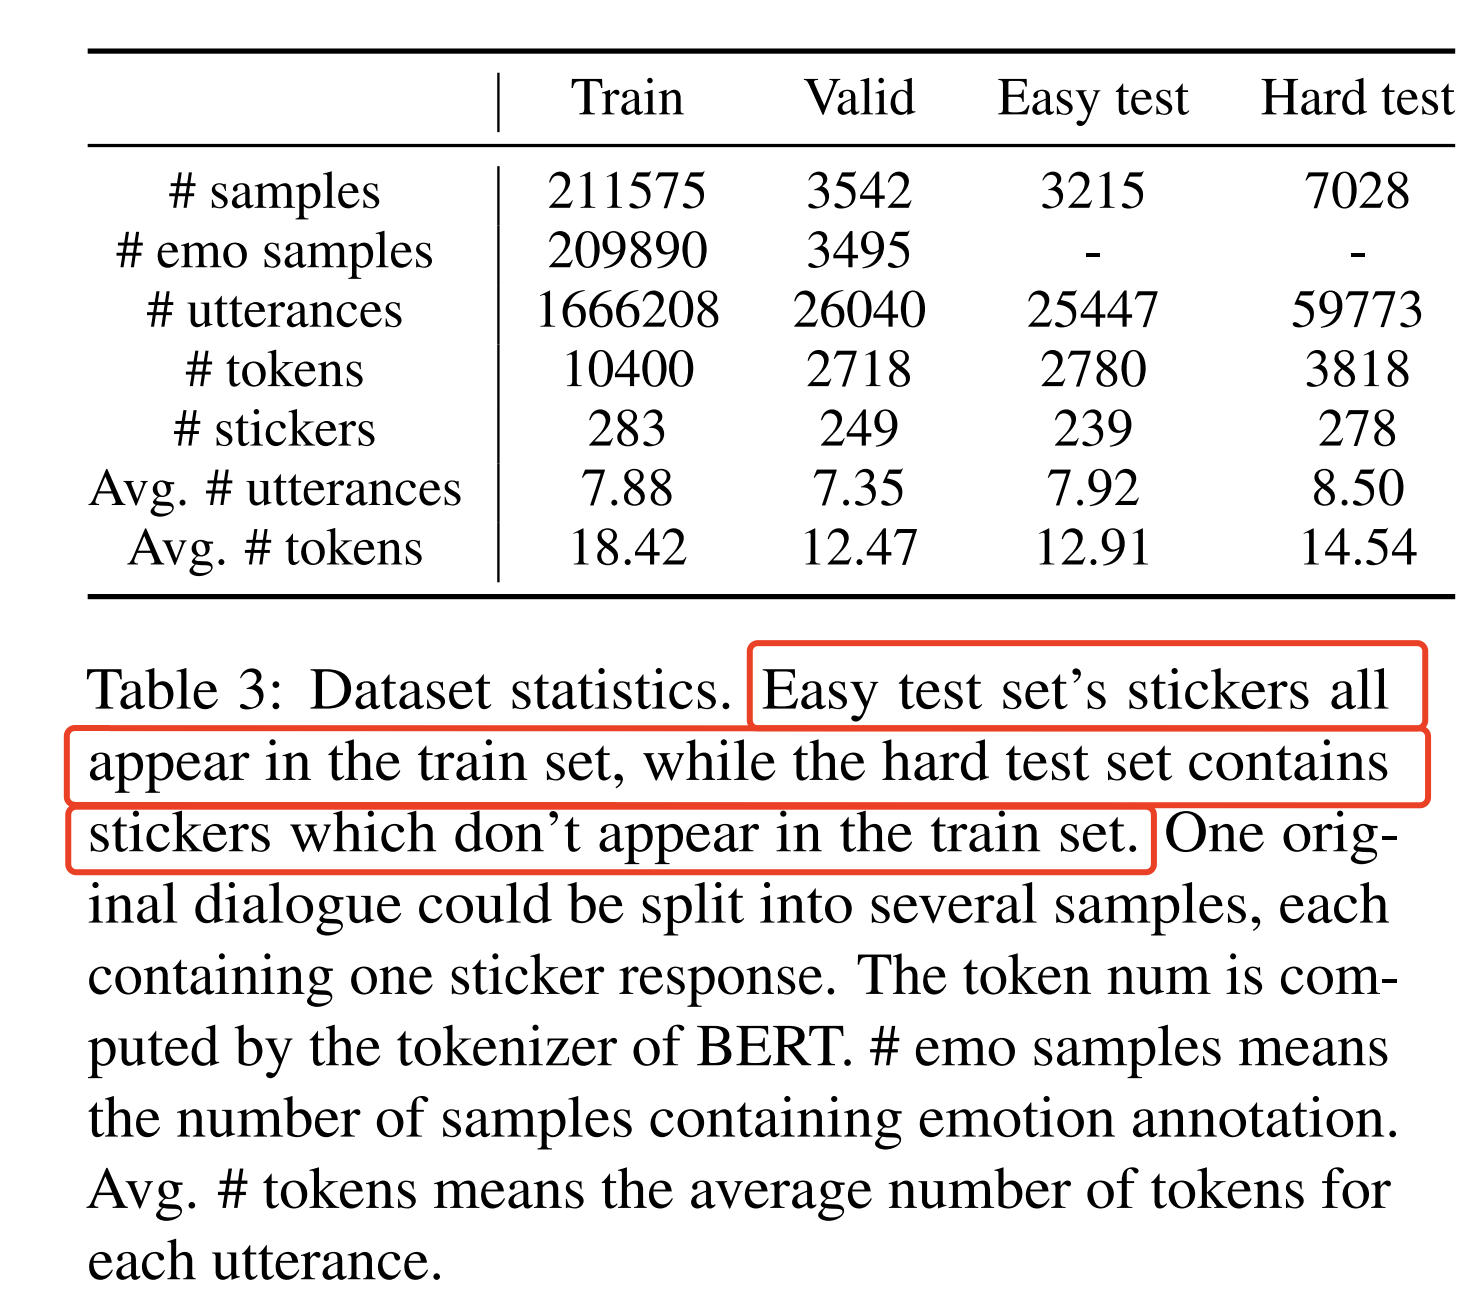 Train Valid Easy test Hard test
# samples 211575 3542 3215 7028
# emo samples 209890 3495 - -
# utterances 1666208 26040 25447 59773
# tokens 10400 2718 2780 3818
# stickers 283 249 239 278
Avg. # utterances 7.88 7.35 7.92 8.50
Avg. # tokens 18.42 12.47 12.91 14.54
Table 3: Dataset statistics. Easy test set's stickers all
appear in the train set, while the hard test set contains
stickers which don't appear in the train set. One orig-
inal dialogue could be split into several samples, each
containing one sticker response. The token num is com-
puted by the tokenizer of BERT. # emo samples means
the number of samples containing emotion annotation.
Avg. # tokens means the average number of tokens for
each utterance.